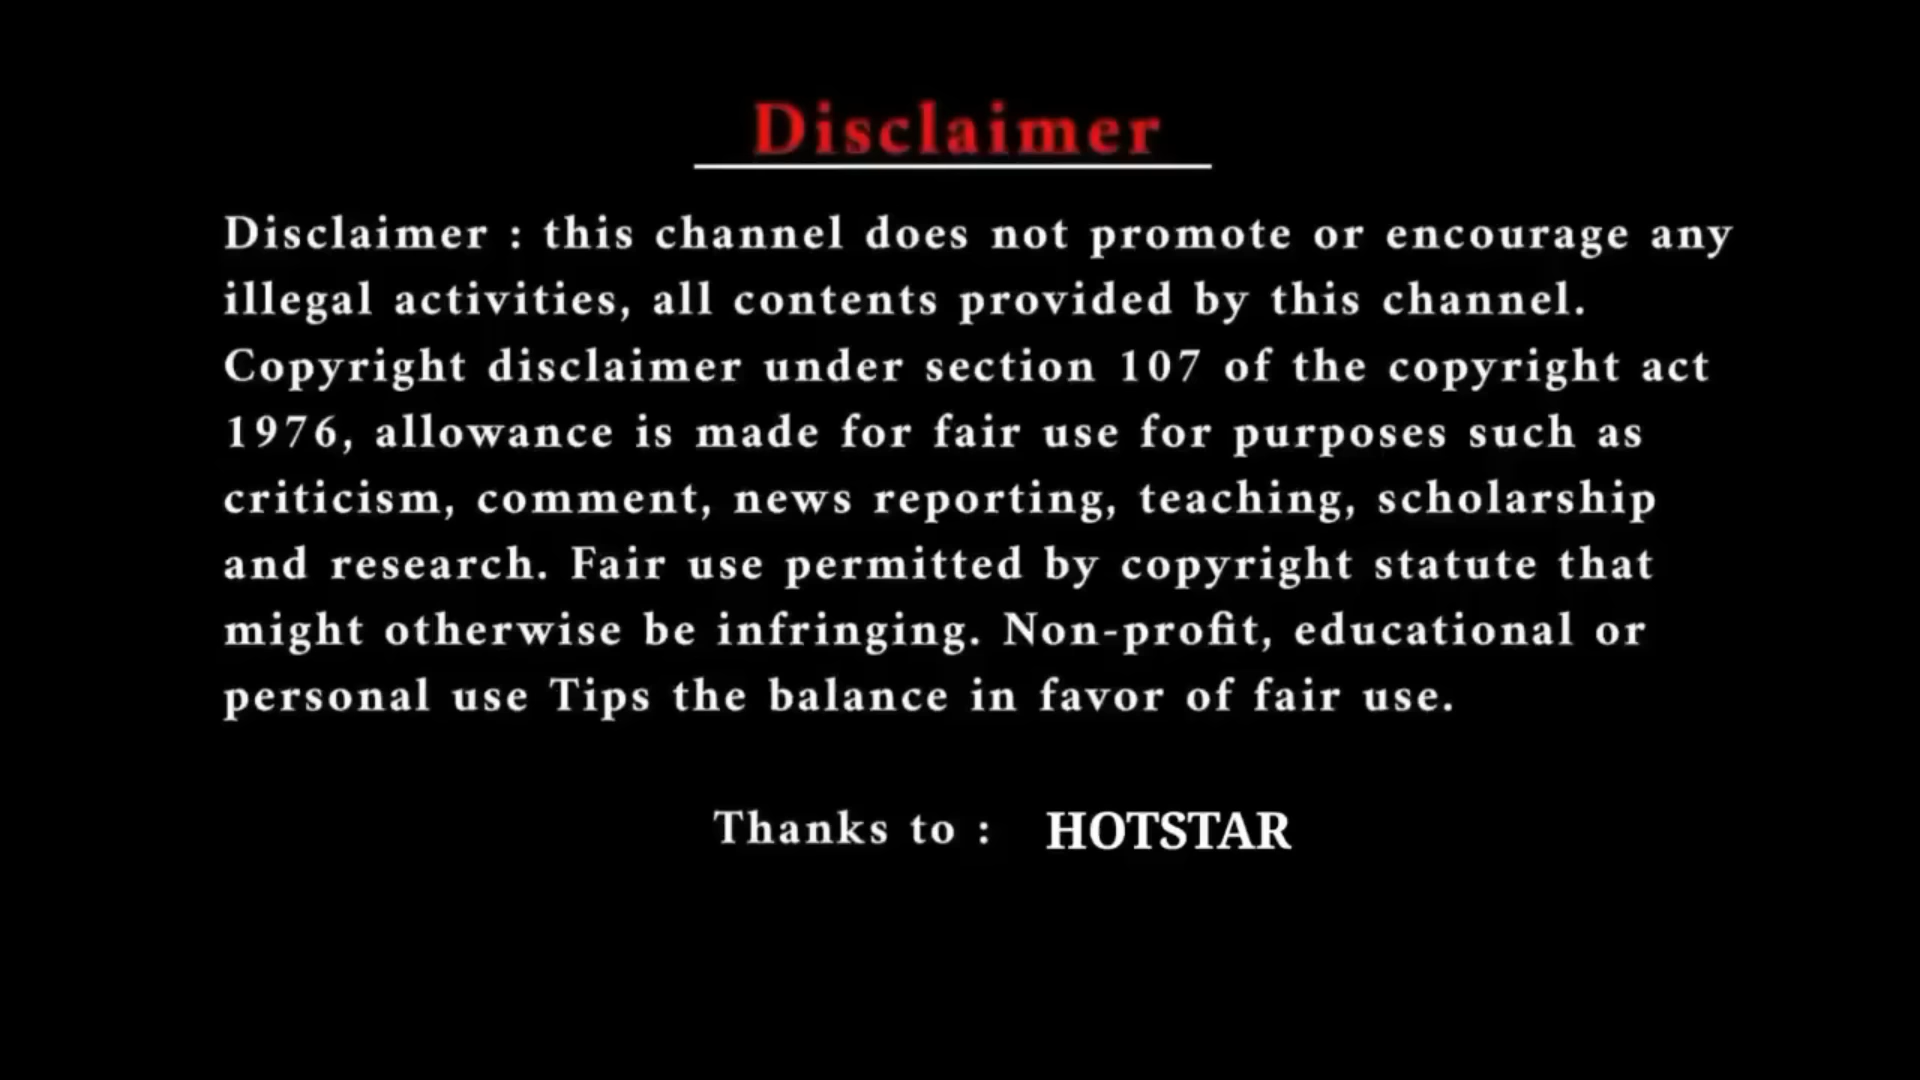 Disclaimer
Disclaimer : this channel does not promote or encourage any
illegal activities, all contents provided by this channel.
Copyright disclaimer under section 107 of the copyright act
1976, allowance is made for fair use for purposes such as
criticism, comment, news reporting, teaching, scholarship
and research. Fair use permitted by copyright statute that
might otherwise be infringing. Non-profit, educational or
personal use Tips the balance in favor of fair use.
Thanks to : HOTSTAR